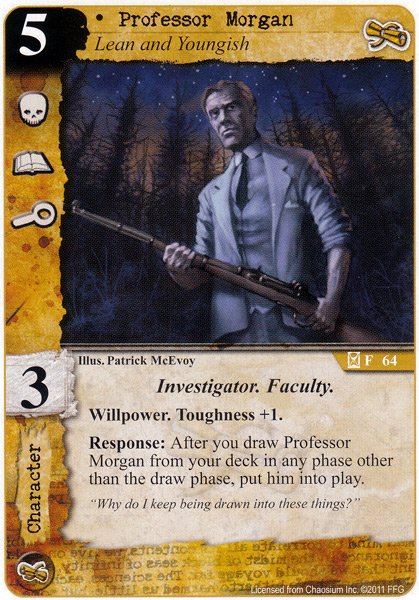 5
• Professor Morgan
Lean and Youngish
Illus. Patrick McEvoy
F 64
3
Investigator. Faculty.
Willpower. Toughness +1.
Response: After you draw Professor
Morgan from your deck in any phase other
than the draw phase, put him into play.
“Why do I keep being drawn into these things?”
Character
Licensed from Chaosium Inc. ©2011 FFG